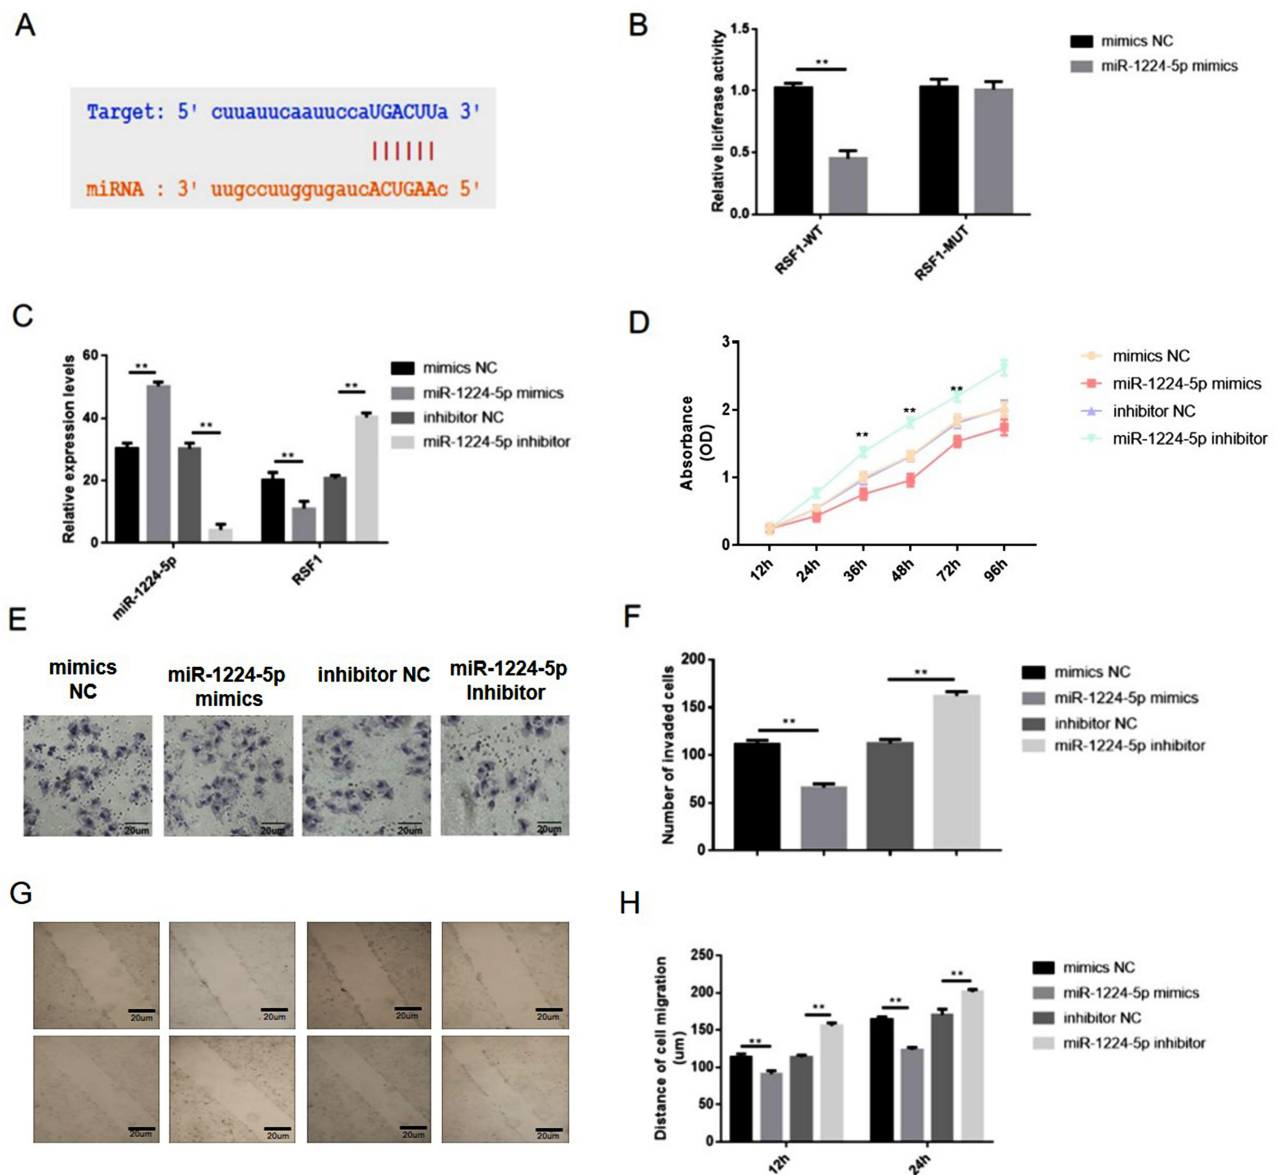 A
Target: 5' cuuauucaauuccaUGACUUa 3'
||||||
miRNA : 3' uugccuuggugaucACUGAAc 5'
B
Relative liciferase activity
1.5
1.0
0.5
0.0
**
RSF1-WT
RSF1-MUT
mimics NC
miR-1224-5p mimics
C
Relative expression levels
60
40
20
0
**
**
**
**
miR-1224-5p
RSF1
mimics NC
miR-1224-5p mimics
inhibitor NC
miR-1224-5p inhibitor
D
Absorbance
(OD)
3
2
1
0
**
**
**
12h
24h
36h
48h
72h
96h
mimics NC
miR-1224-5p mimics
inhibitor NC
miR-1224-5p inhibitor
E
mimics
NC
miR-1224-5p
mimics
inhibitor NC
miR-1224-5p
Inhibitor
20um
20um
20um
20um
F
Number of invaded cells
200
150
100
50
0
**
**
mimics NC
miR-1224-5p mimics
inhibitor NC
miR-1224-5p inhibitor
G
20um
20um
20um
20um
20um
20um
20um
20um
H
Distance of cell migration
(um)
250
200
150
100
50
0
**
**
**
**
12h
24h
mimics NC
miR-1224-5p mimics
inhibitor NC
miR-1224-5p inhibitor